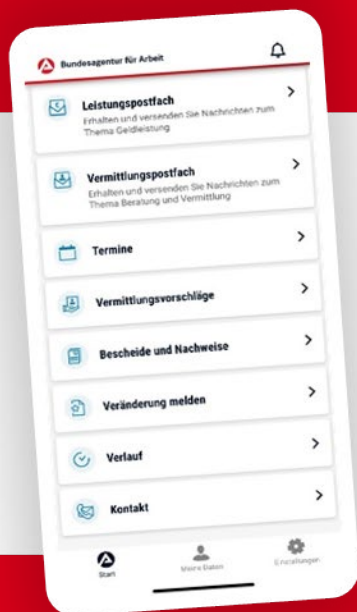 Bundesagentur für Arbeit
Leistungspostfach
Erhalten und versenden Sie Nachrichten zum
Thema Geldleistung
Vermittlungspostfach
Erhalten und versenden Sie Nachrichten zum
Thema Beratung und Vermittlung
Termine
Vermittlungsvorschläge
Bescheide und Nachweise
Veränderung melden
Verlauf
Kontakt
Start
Meine Daten
Einstellungen